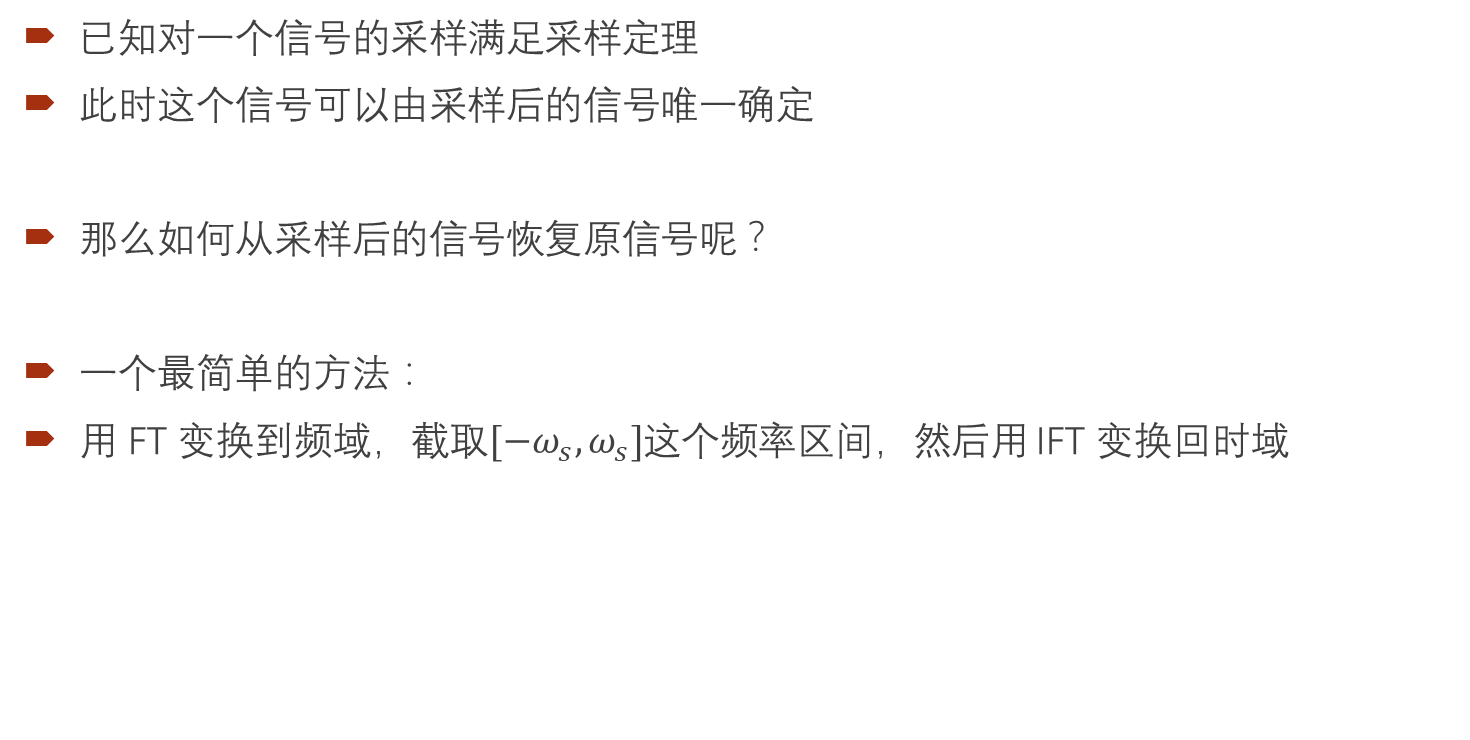 已知对一个信号的采样满足采样定理
此时这个信号可以由采样后的信号唯一确定
那么如何从采样后的信号恢复原信号呢？
一个最简单的方法：
用 FT 变换到频域，截取[−ωₛ, ωₛ]这个频率区间，然后用 IFT 变换回时域